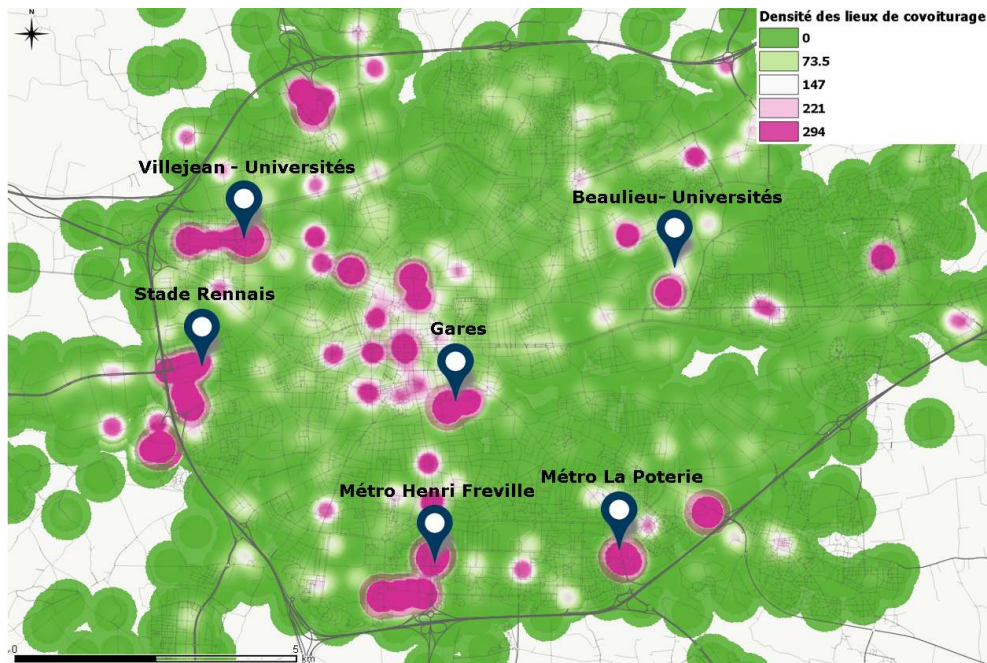 N
Densité des lieux de covoiturage
0
73.5
147
221
294
Villejean - Universités
Beaulieu- Universités
Stade Rennais
Gares
Métro La Poterie
Métro Henri Freville
0
5
km